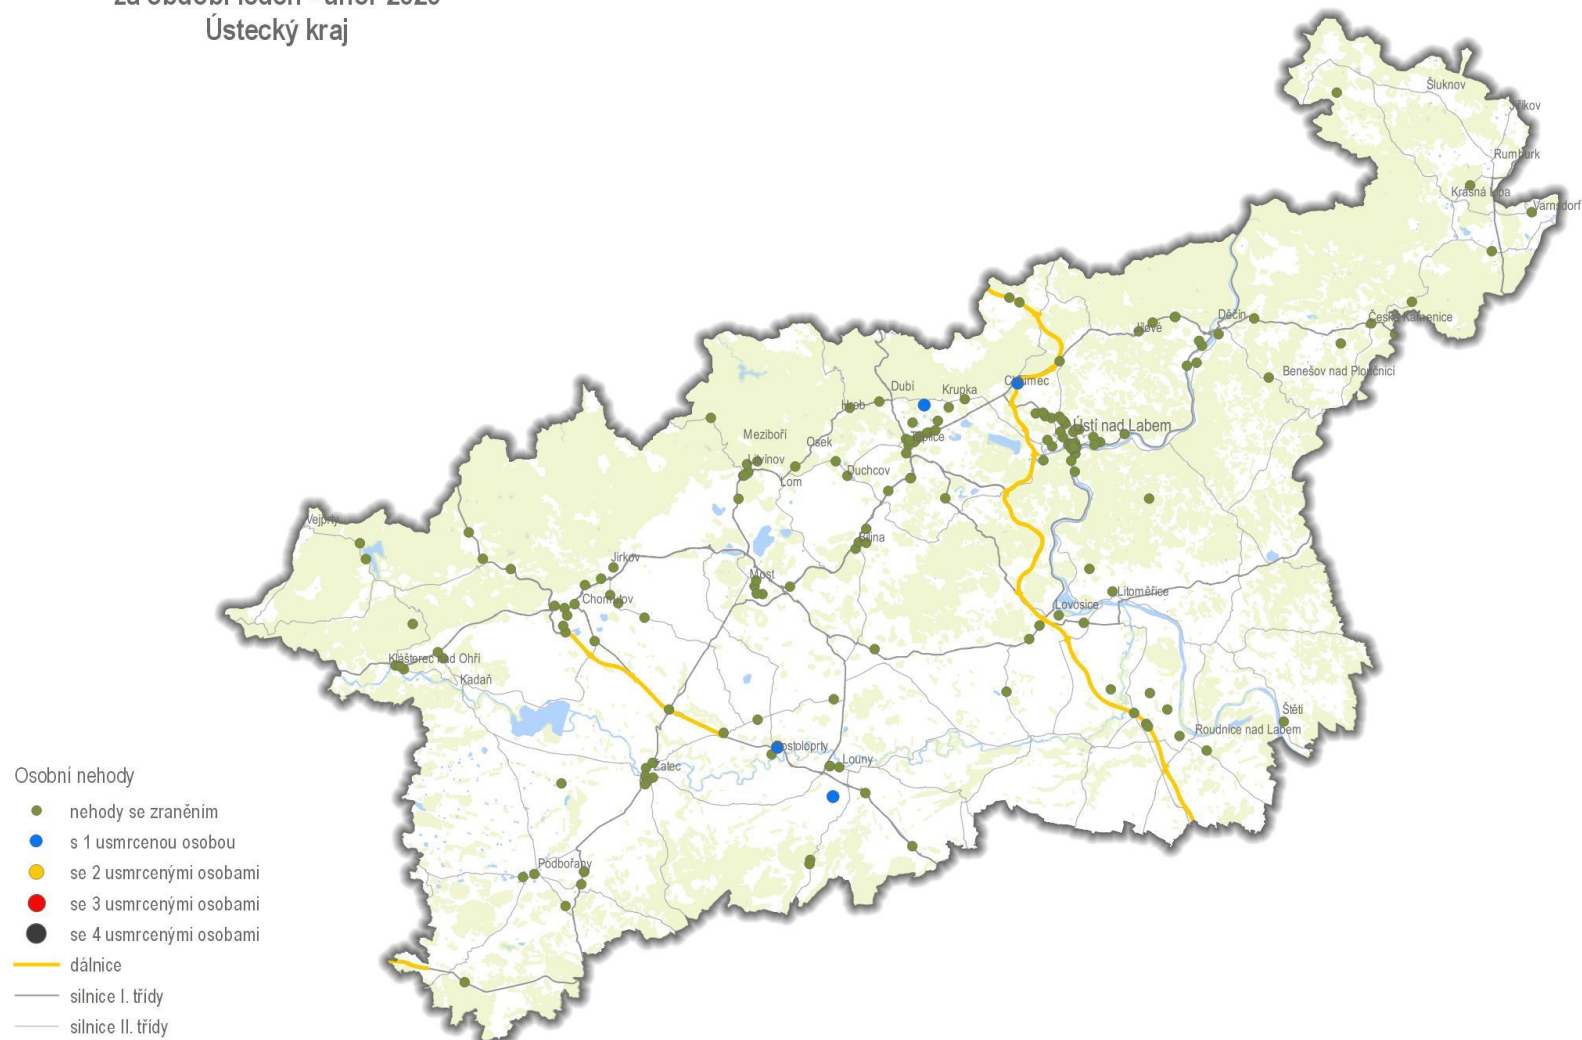 Ústecký kraj
Šluknov
Jiříkov
Rumburk
Krásná Lípa
Varnsdorf
Děčín
Jílové
Česká Kamenice
Benešov nad Ploučnicí
Chlumec
Dubí
Krupka
Hrob
Ústí nad Labem
Teplice
Meziboří
Osek
Litvínov
Duchcov
Lom
Vejprty
Bílina
Jirkov
Most
Chomutov
Litoměřice
Lovosice
Klášterec nad Ohří
Kadaň
Štětí
Roudnice nad Labem
Postoloprty
Louny
Žatec
Podbořany
Osobní nehody
nehody se zraněním
s 1 usmrcenou osobou
se 2 usmrcenými osobami
se 3 usmrcenými osobami
se 4 usmrcenými osobami
dálnice
silnice I. třídy
silnice II. třídy